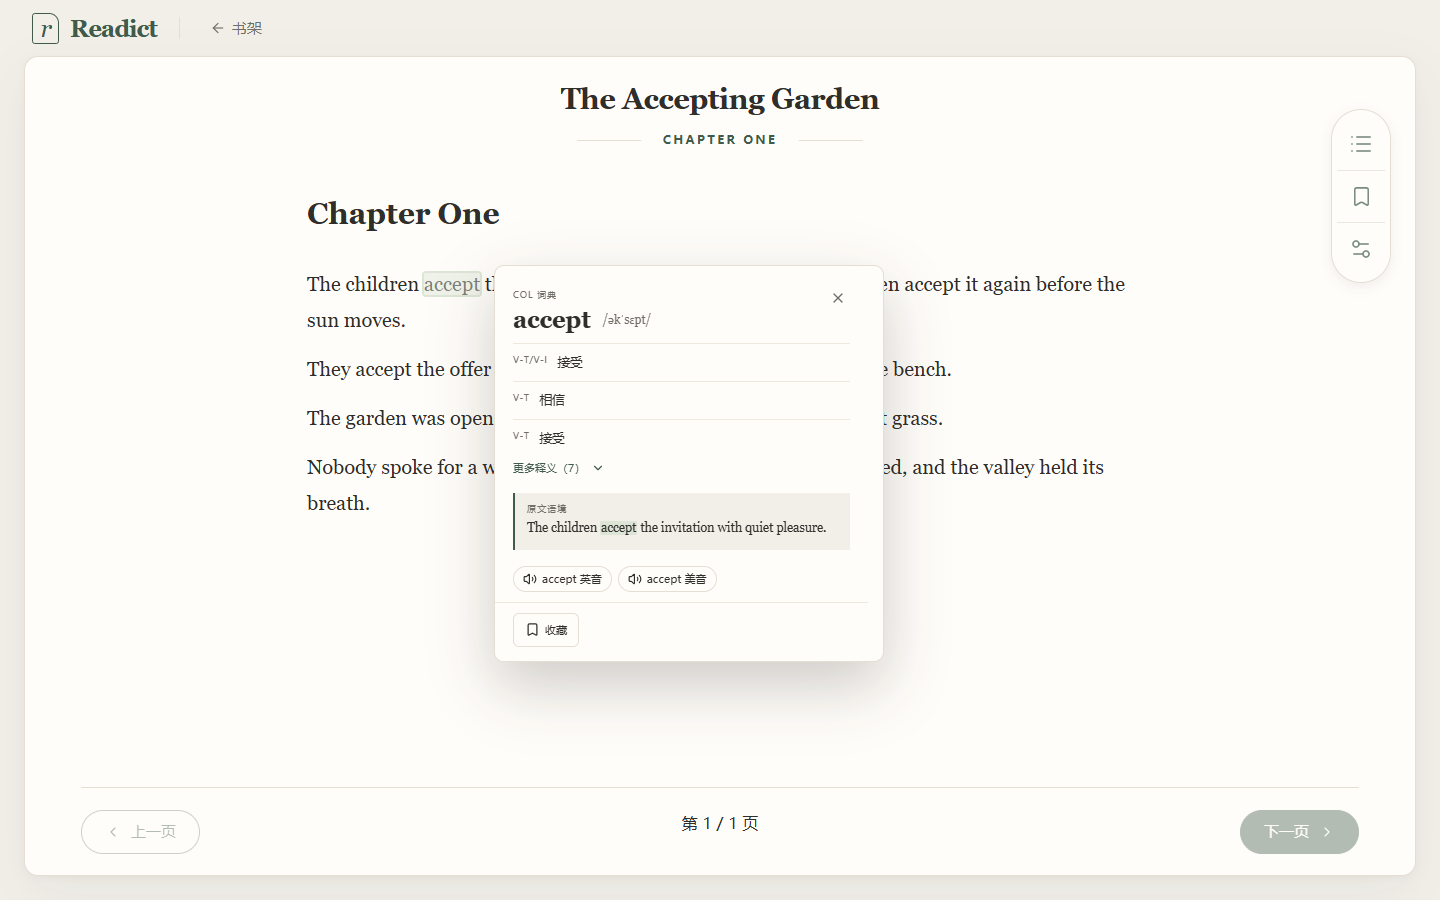 r Readict
← 书架
The Accepting Garden
CHAPTER ONE
Chapter One
The children accept
en accept it again before the
sun moves.
They accept the offer
bench.
The garden was open
grass.
Nobody spoke for a w
ed, and the valley held its
breath.
COL 词典
accept /əkˈsɛpt/
V-T/V-I 接受
V-T 相信
V-T 接受
更多释义（7）
原文语境
The children accept the invitation with quiet pleasure.
accept 英音
accept 美音
收藏
上一页
第 1 / 1 页
下一页